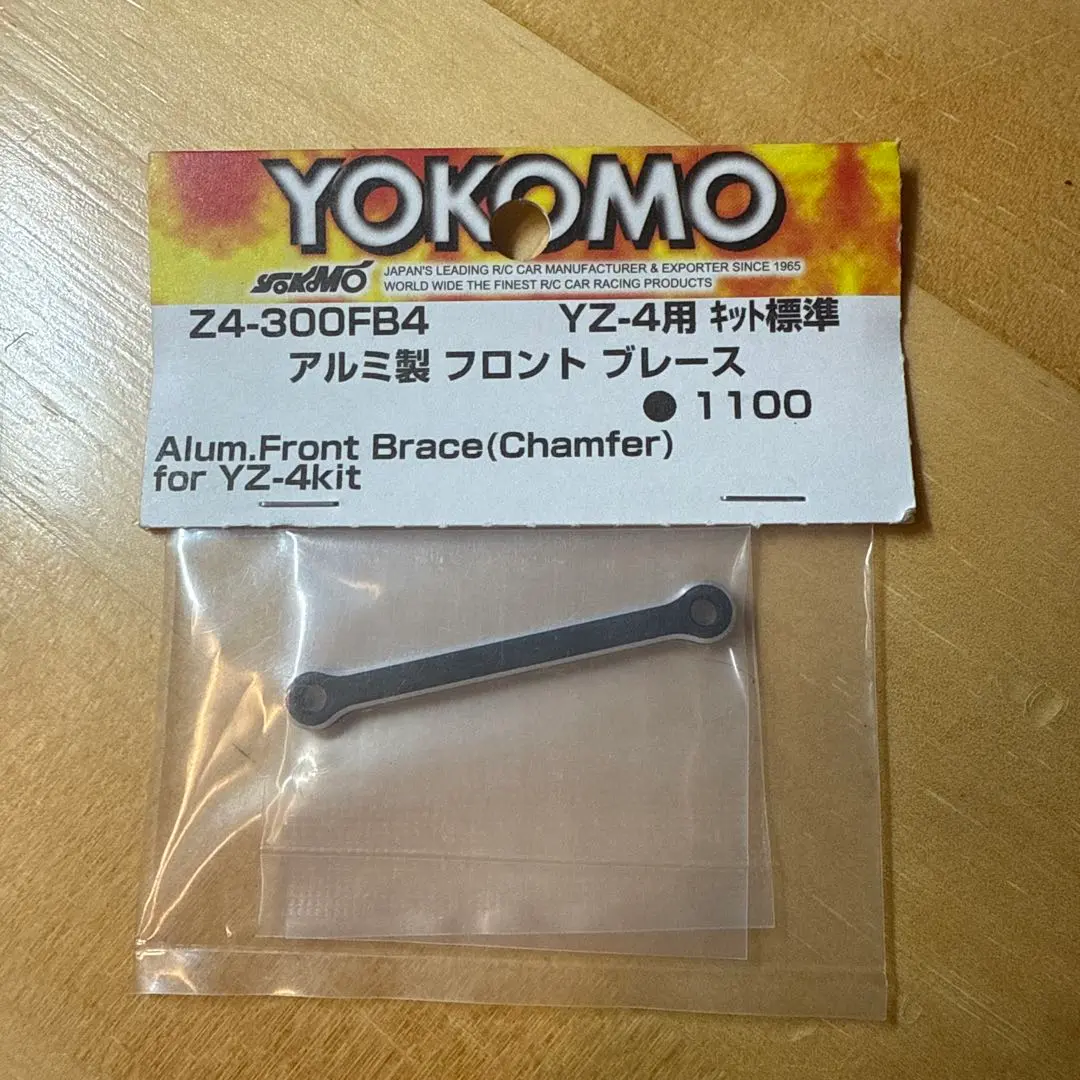 YOKOMO
YOKOMO JAPAN'S LEADING R/C CAR MANUFACTURER & EXPORTER SINCE 1965
WORLD WIDE THE FINEST R/C CAR RACING PRODUCTS
Z4-300FB4 YZ-4用 キット標準
アルミ製 フロント ブレース
● 1100
Alum.Front Brace(Chamfer)
for YZ-4kit